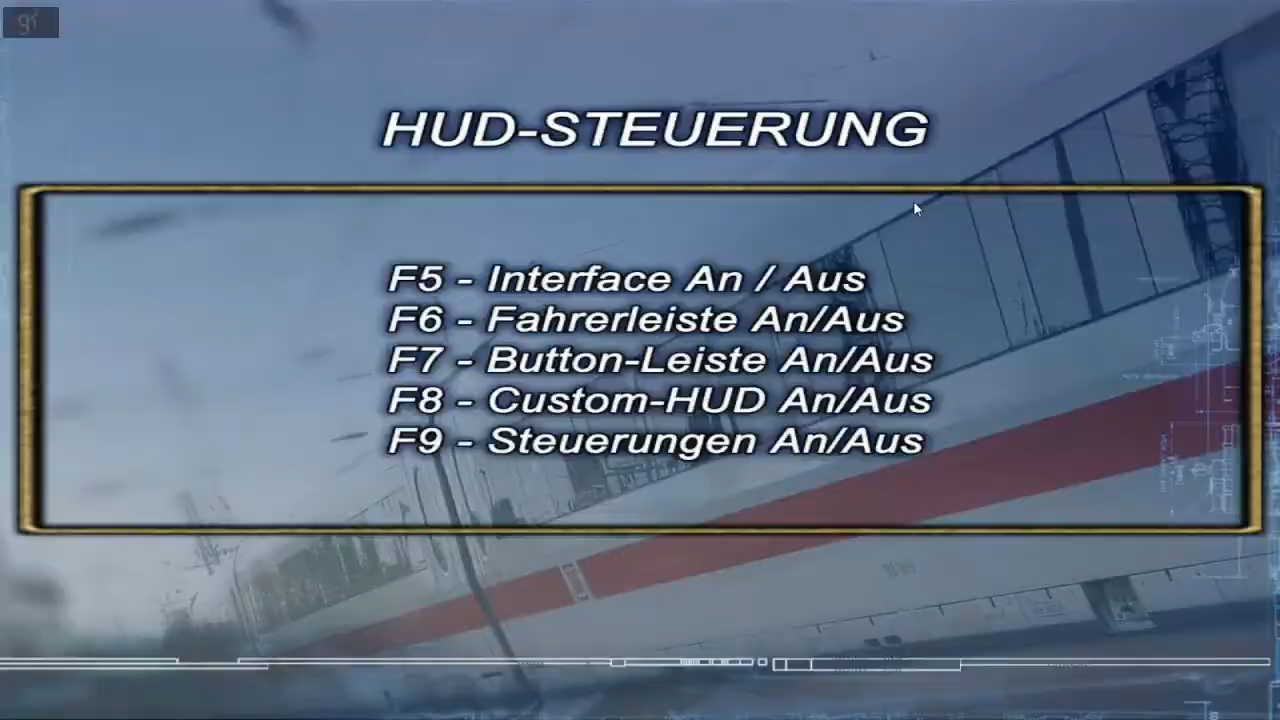 HUD-STEUERUNG
F5 - Interface An / Aus
F6 - Fahrerleiste An/Aus
F7 - Button-Leiste An/Aus
F8 - Custom-HUD An/Aus
F9 - Steuerungen An/Aus